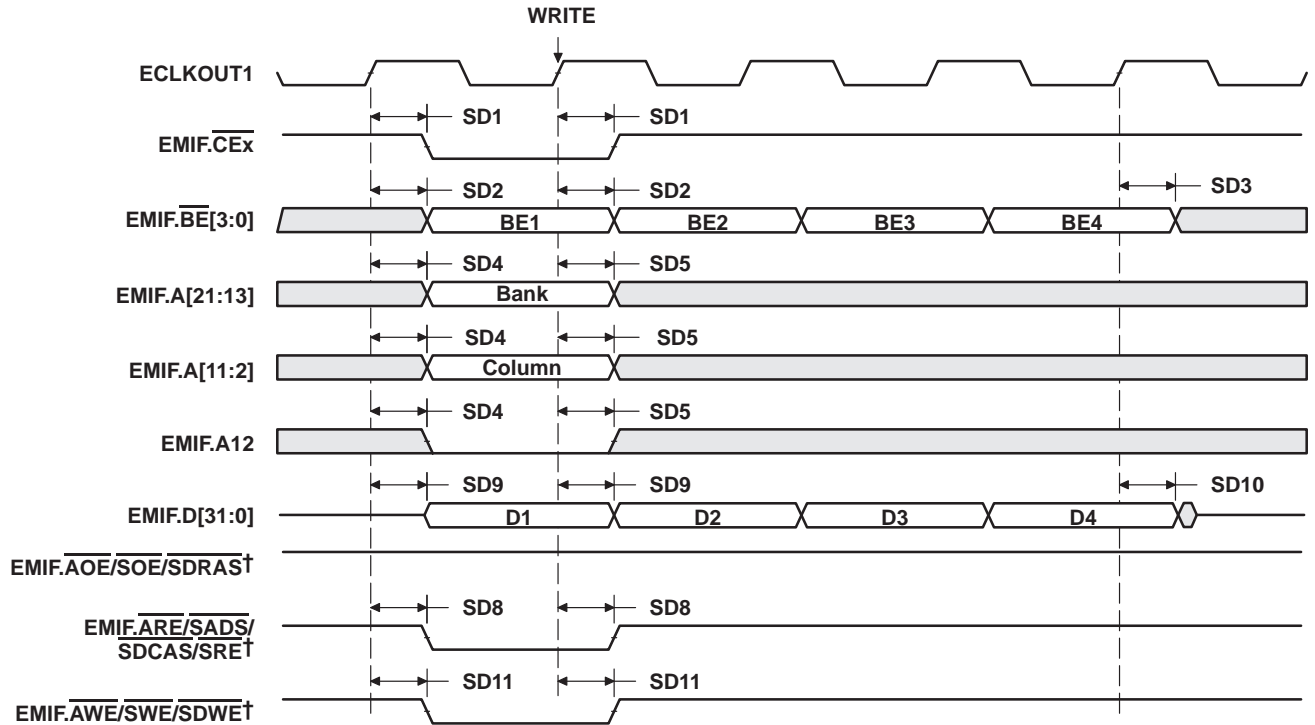 WRITE
ECLKOUT1
SD1 SD1
EMIF.CEx
SD2 SD2 SD3
EMIF.BE[3:0] BE1 BE2 BE3 BE4
SD4 SD5
EMIF.A[21:13] Bank
SD4 SD5
EMIF.A[11:2] Column
SD4 SD5
EMIF.A12
SD9 SD9 SD10
EMIF.D[31:0] D1 D2 D3 D4
EMIF.AOE/SOE/SDRAS†
SD8 SD8
EMIF.ARE/SADS/
SDCAS/SRE†
SD11 SD11
EMIF.AWE/SWE/SDWE†